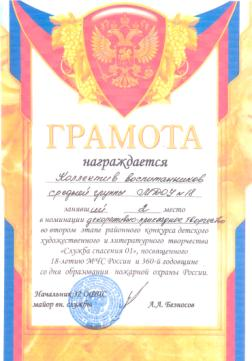 ГРАМОТА
награждается
Коллектив воспитанников
средней группы МДОУ №18
занявший 2 место
в номинации декоративно-прикладное творчество
во втором этапе районного конкурса детского
художественного и литературного творчества
«Служба спасения 01», посвященного
18-летию МЧС России и 360-й годовщине
со дня образования пожарной охраны России.
Начальник 12 ОФПС
майор вн. службы А.А. Безносов